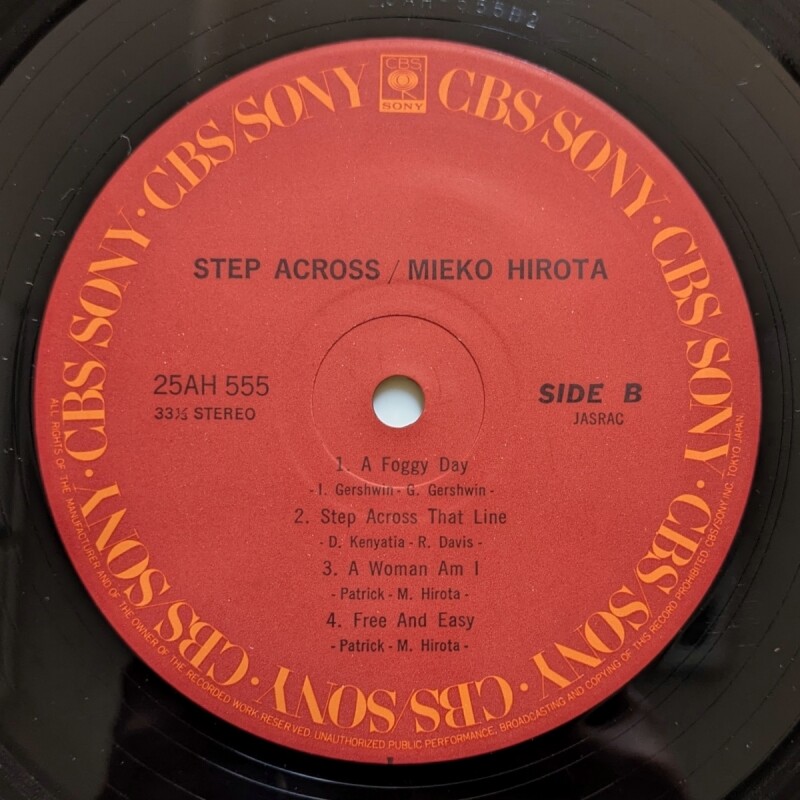 CBS
SONY
CBS/SONY · CBS/SONY · CBS/SONY · CBS/SONY · CBS/SONY · CBS/SONY · CBS/SONY · CBS/SONY · CBS/SONY · CBS/SONY
STEP ACROSS / MIEKO HIROTA
25AH 555
33⅓ STEREO
SIDE B
JASRAC
1. A Foggy Day
- I. Gershwin - G. Gershwin -
2. Step Across That Line
- D. Kenyatia - R. Davis -
3. A Woman Am I
- Patrick - M. Hirota -
4. Free And Easy
- Patrick - M. Hirota -
ALL RIGHTS OF THE MANUFACTURER AND OF THE OWNER OF THE RECORDED WORK RESERVED. UNAUTHORIZED PUBLIC PERFORMANCE, BROADCASTING AND COPYING OF THIS RECORD PROHIBITED. CBS/SONY INC. TOKYO JAPAN.